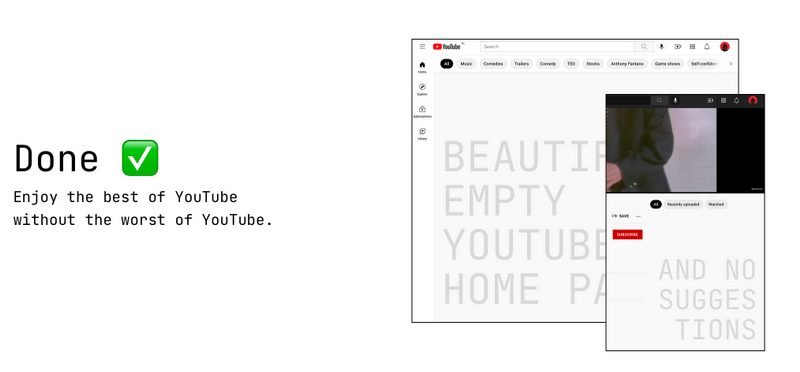 Done ✅
Enjoy the best of YouTube
without the worst of YouTube.
YouTube
Search
All Music Comedies Trailers Comedy TED Stocks Anthony Fantano Game shows Self-confiden
Home
Explore
Subscriptions
Library
BEAUTIF
EMPTY
YOUTUBE
HOME PA
All Recently uploaded Watched
SAVE
SUBSCRIBE
AND NO
SUGGES
TIONS